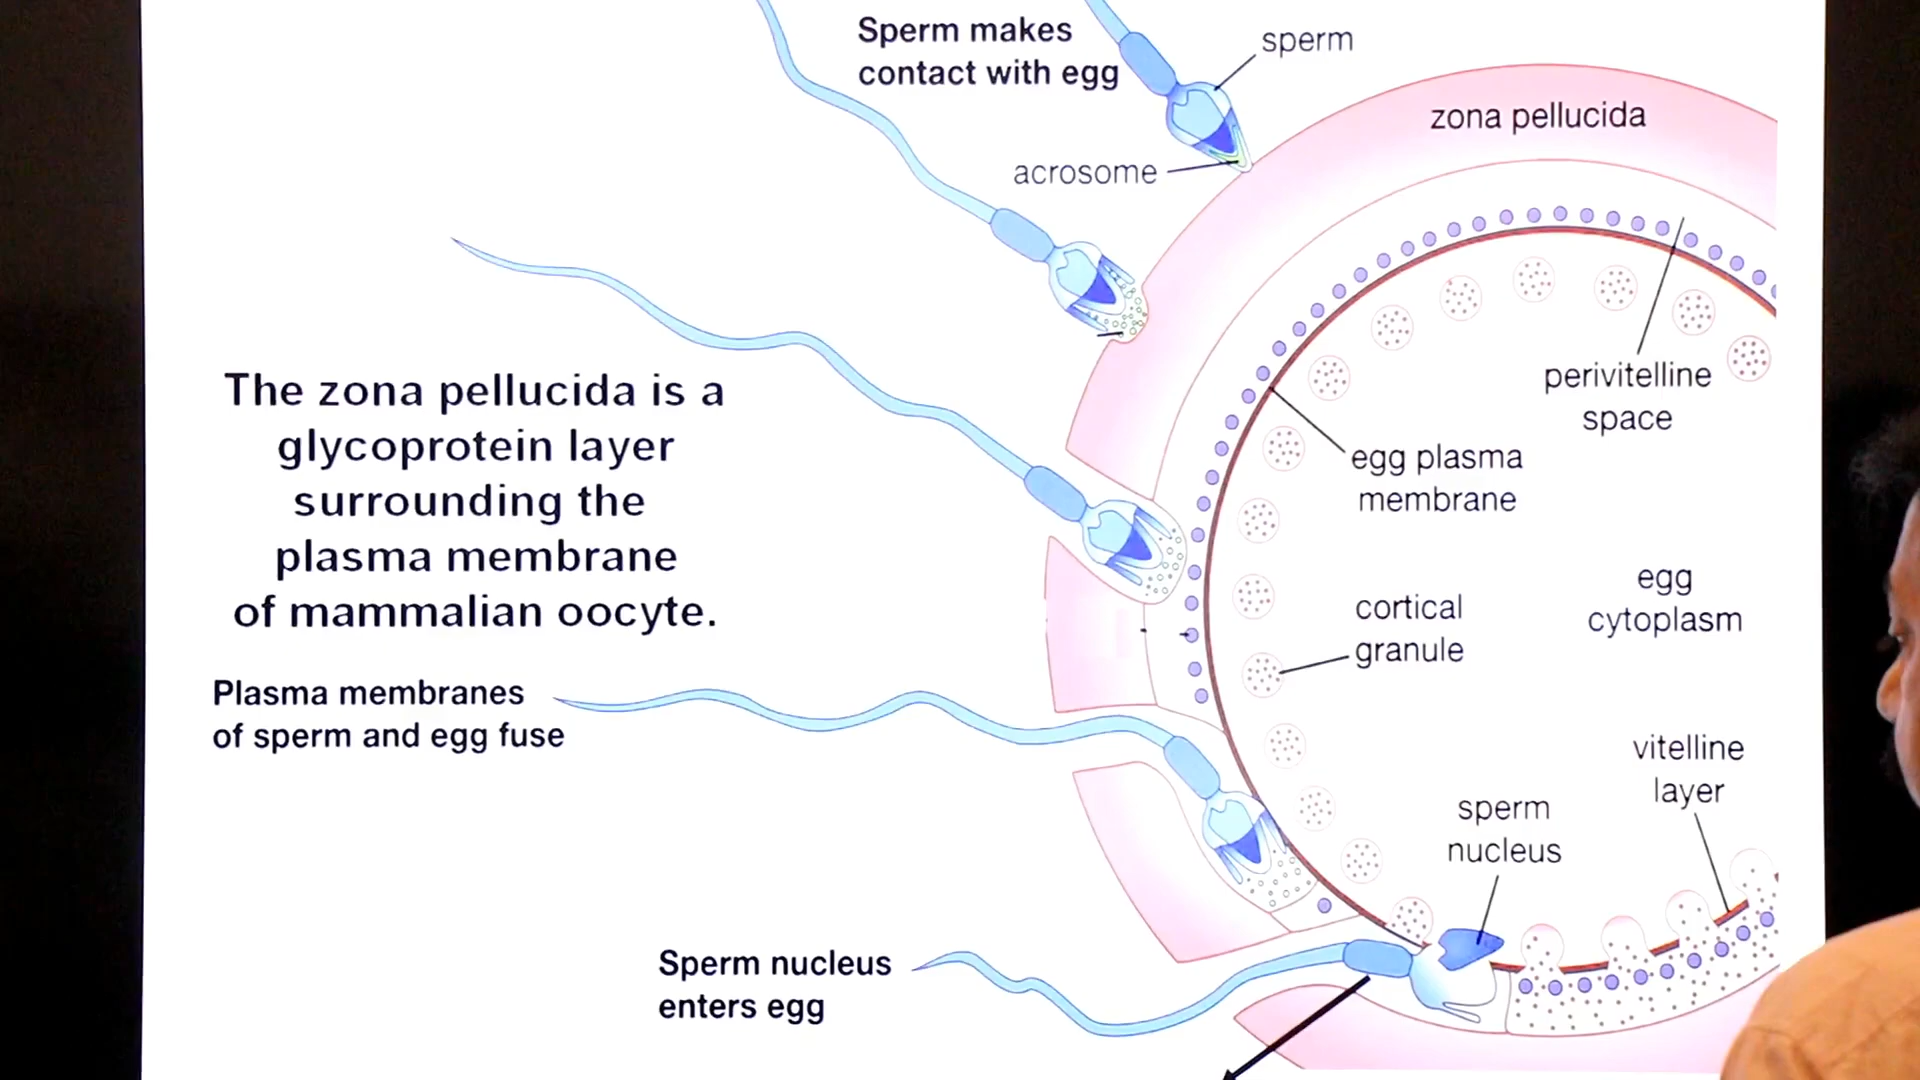 Sperm makes
contact with egg
sperm
zona pellucida
acrosome
The zona pellucida is a
glycoprotein layer
surrounding the
plasma membrane
of mammalian oocyte.
perivitelline
space
egg plasma
membrane
egg
cytoplasm
cortical
granule
Plasma membranes
of sperm and egg fuse
vitelline
layer
sperm
nucleus
Sperm nucleus
enters egg